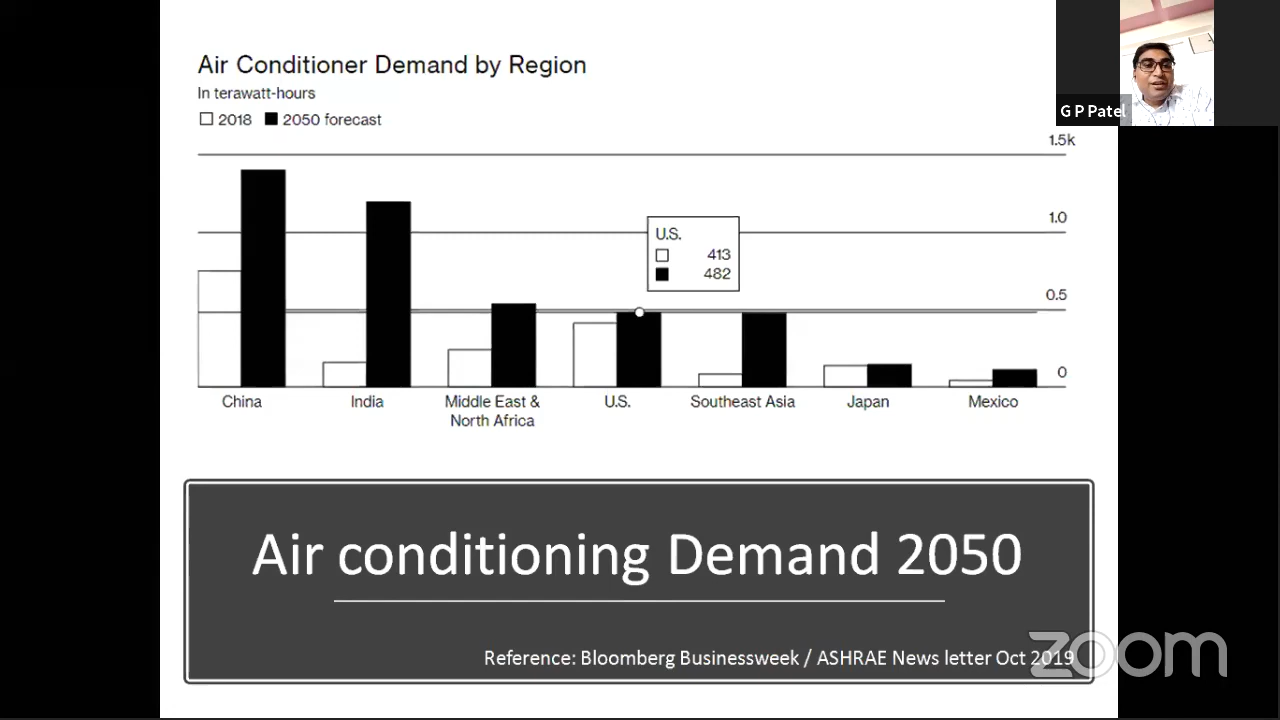 Air Conditioner Demand by Region
In terawatt-hours
2018 2050 forecast
G P Patel
1.5k
1.0
U.S.
413
482
0.5
0
China India Middle East & U.S. Southeast Asia Japan Mexico
North Africa
Air conditioning Demand 2050
Reference: Bloomberg Businessweek / ASHRAE News letter Oct 2019
zoom